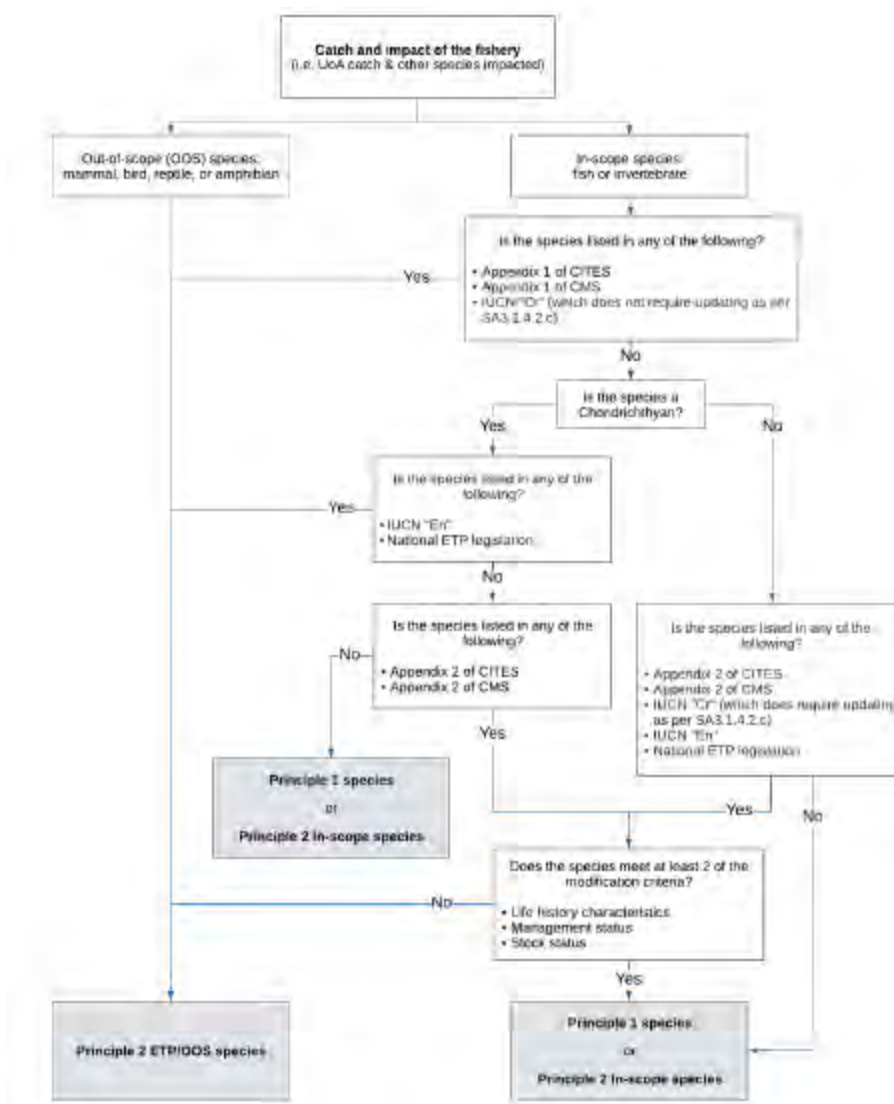 Catch and impact of the fishery
(i.e. UoA catch & other species impacted)
Out-of-scope (OOS) species:
mammal, bird, reptile, or amphibian
In-scope species:
fish or invertebrate
Is the species listed in any of the following?
• Appendix 1 of CITES
• Appendix 1 of CMS
• IUCN "Cr" (which does not require updating as per
SA3.1.4.2.c)
Yes
No
Is the species a
Chondrichthyan?
Yes
No
Is the species listed in any of the
following?
• IUCN "En"
• National ETP legislation
Yes
No
Is the species listed in any of the
following?
• Appendix 2 of CITES
• Appendix 2 of CMS
No
Yes
Is the species listed in any of the
following?
• Appendix 2 of CITES
• Appendix 2 of CMS
• IUCN "Cr" (which does require updating
as per SA3.1.4.2.c)
• IUCN "En"
• National ETP legislation
Yes
No
Principle 1 species
or
Principle 2 In-scope species
Does the species meet at least 2 of the
modification criteria?
• Life history characteristics
• Management status
• Stock status
No
Yes
Principle 2 ETP/OOS species
Principle 1 species
or
Principle 2 In-scope species